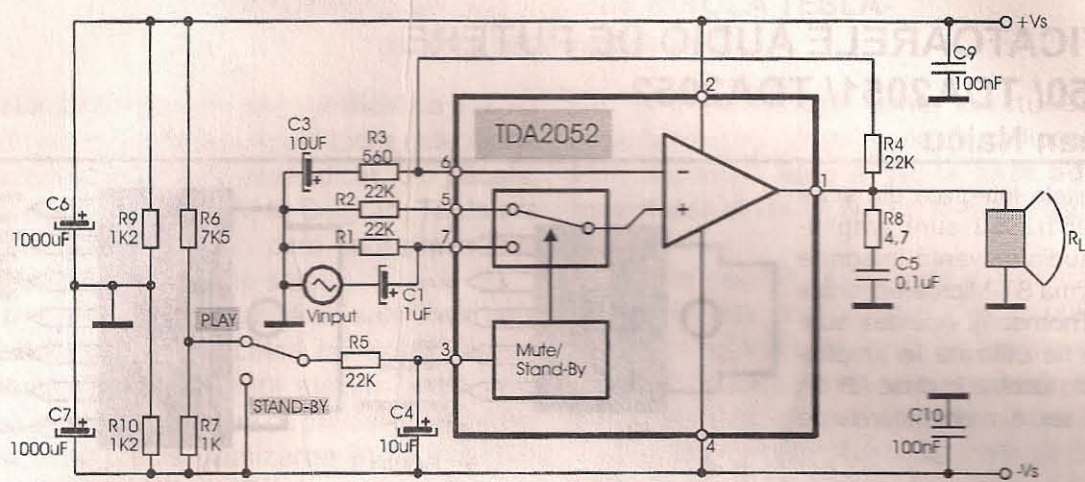 +Vs
C9
100nF
2
TDA2052
C3
10UF
R3
560
6
R4
22K
22K
R2
5
22K
R1
7
1
C6
1000uF
R9
1K2
R6
7K5
R8
4,7
RL
C5
0,1uF
Vinput
C1
1uF
PLAY
R5
22K
3
Mute/
Stand-By
STAND-BY
C7
1000uF
R10
1K2
R7
1K
C4
10uF
C10
100nF
4
-Vs